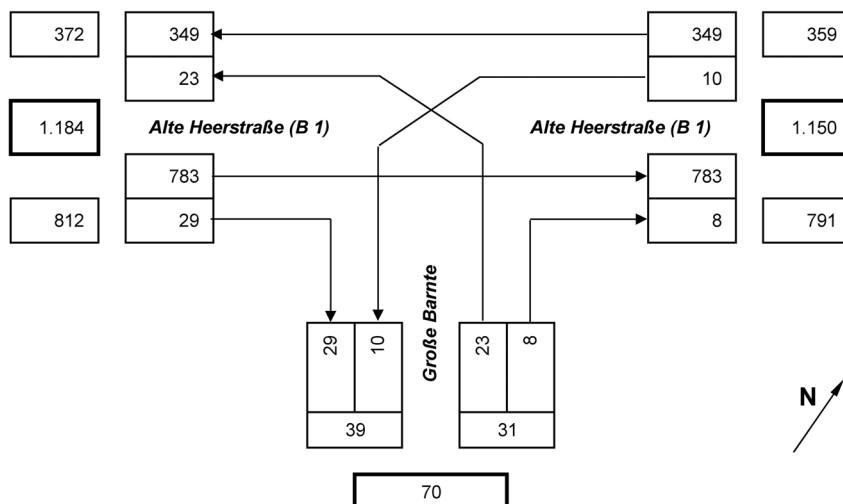 372 349 349 359
23 10
1.184 Alte Heerstraße (B 1) Alte Heerstraße (B 1) 1.150
783 783
812 29 8 791
29 10 Große Barnte 23 8
N
39 31
70